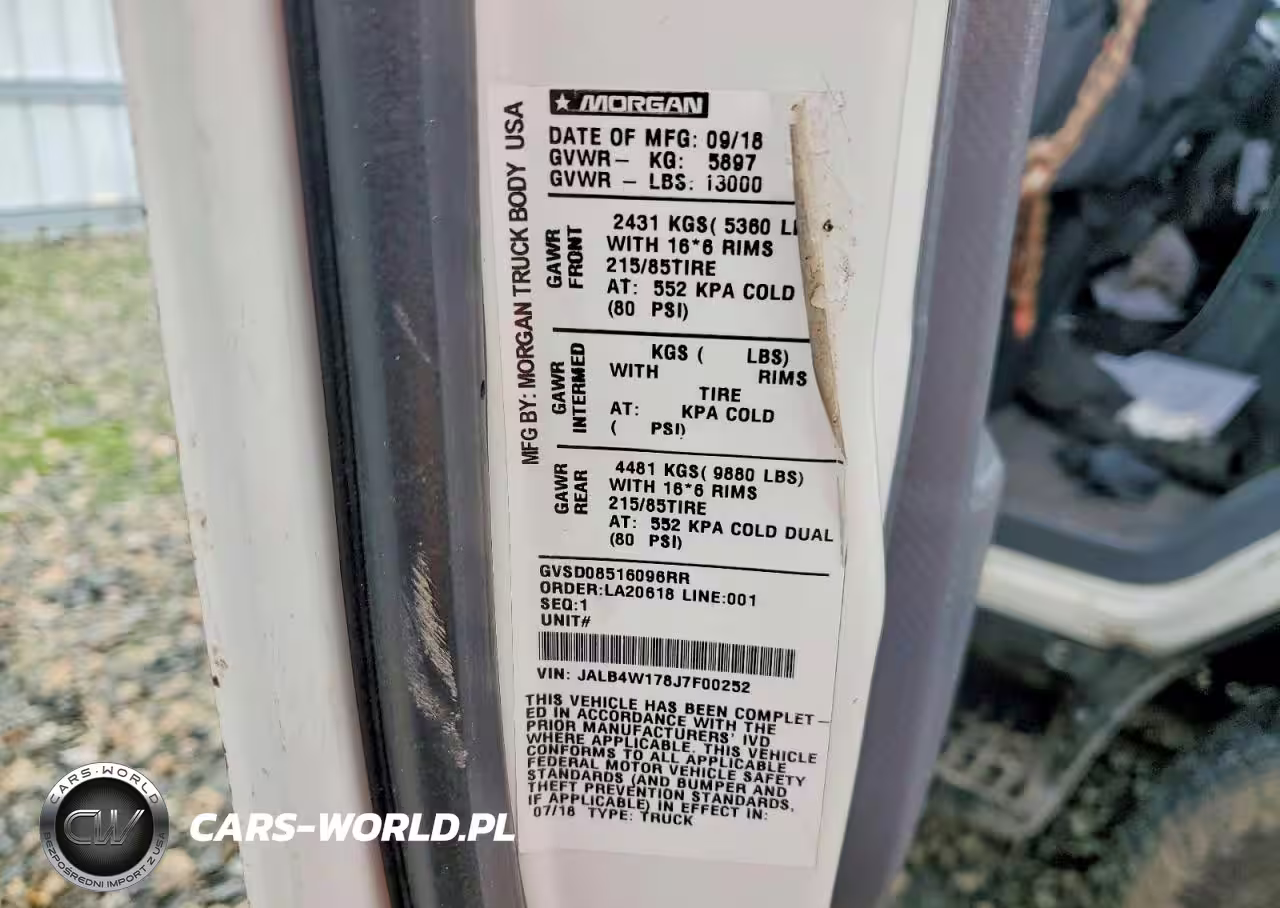 MORGAN
MFG BY: MORGAN TRUCK BODY USA
DATE OF MFG: 09/18
GVWR- KG: 5897
GVWR - LBS: 13000
GAWR FRONT
2431 KGS( 5360
WITH 16*6 RIMS
215/85TIRE
AT: 552 KPA COLD
(80 PSI)
GAWR INTERMED
KGS ( LBS)
WITH RIMS
TIRE
AT: KPA COLD
( PSI)
GAWR REAR
4481 KGS( 9880 LBS)
WITH 16*6 RIMS
215/85TIRE
AT: 552 KPA COLD DUAL
(80 PSI)
GVSD08516096RR
ORDER:LA20618 LINE:001
SEQ:1
UNIT#
VIN: JALB4W178J7F00252
THIS VEHICLE HAS BEEN COMPLET-
ED IN ACCORDANCE WITH THE
PRIOR MANUFACTURERS' IVD
WHERE APPLICABLE. THIS VEHICLE
CONFORMS TO ALL APPLICABLE
FEDERAL MOTOR VEHICLE SAFETY
STANDARDS (AND BUMPER AND
THEFT PREVENTION STANDARDS,
IF APPLICABLE) IN EFFECT IN:
07/18 TYPE: TRUCK
CARS-WORLD
CW
BEZPOŚREDNI IMPORT Z USA
CARS-WORLD.PL